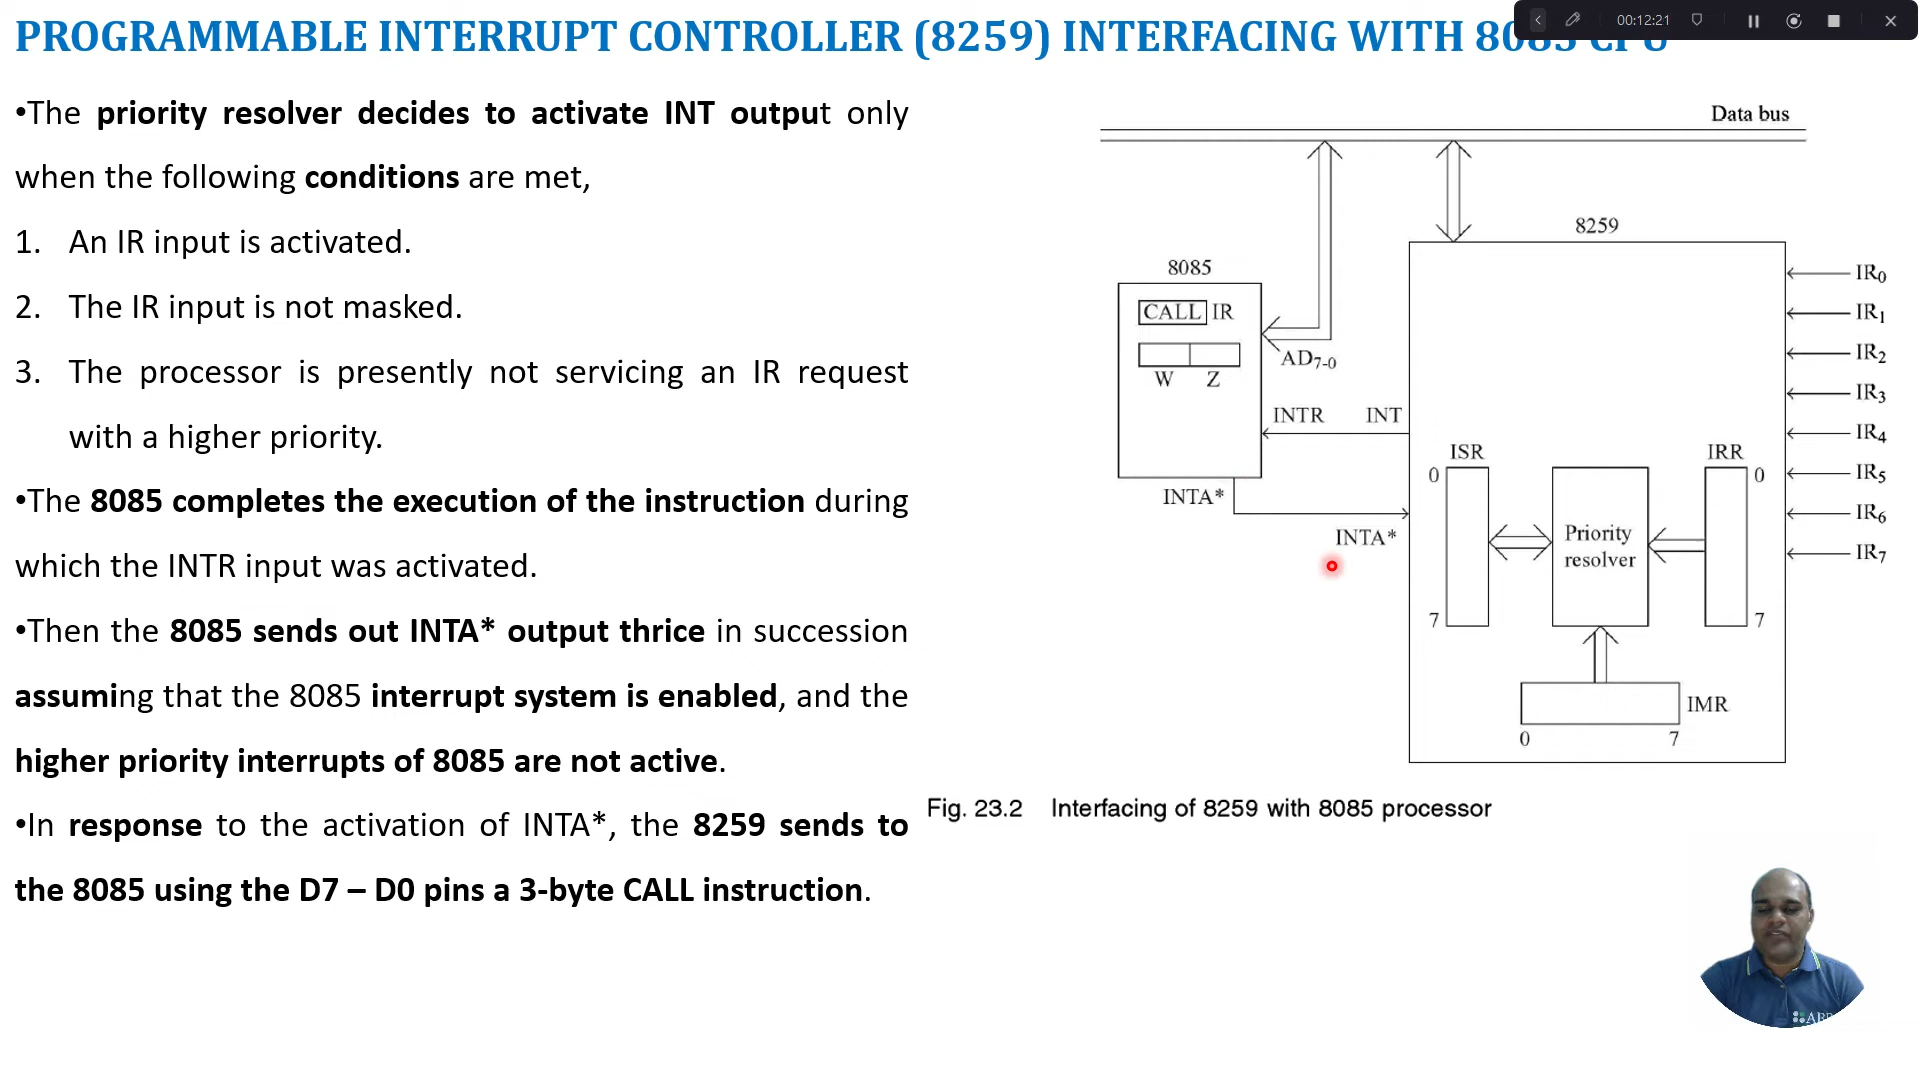 PROGRAMMABLE INTERRUPT CONTROLLER (8259) INTERFACING WITH 8085 CPU
00:12:21
•The priority resolver decides to activate INT output only
when the following conditions are met,
1. An IR input is activated.
2. The IR input is not masked.
3. The processor is presently not servicing an IR request
with a higher priority.
•The 8085 completes the execution of the instruction during
which the INTR input was activated.
•Then the 8085 sends out INTA* output thrice in succession
assuming that the 8085 interrupt system is enabled, and the
higher priority interrupts of 8085 are not active.
•In response to the activation of INTA*, the 8259 sends to
the 8085 using the D7 – D0 pins a 3-byte CALL instruction.
Data bus
8259
8085
CALL IR
W Z
AD7-0
INTR INT
INTA*
INTA*
ISR
0
7
Priority
resolver
IRR
0
7
IMR
0 7
IR0
IR1
IR2
IR3
IR4
IR5
IR6
IR7
Fig. 23.2 Interfacing of 8259 with 8085 processor